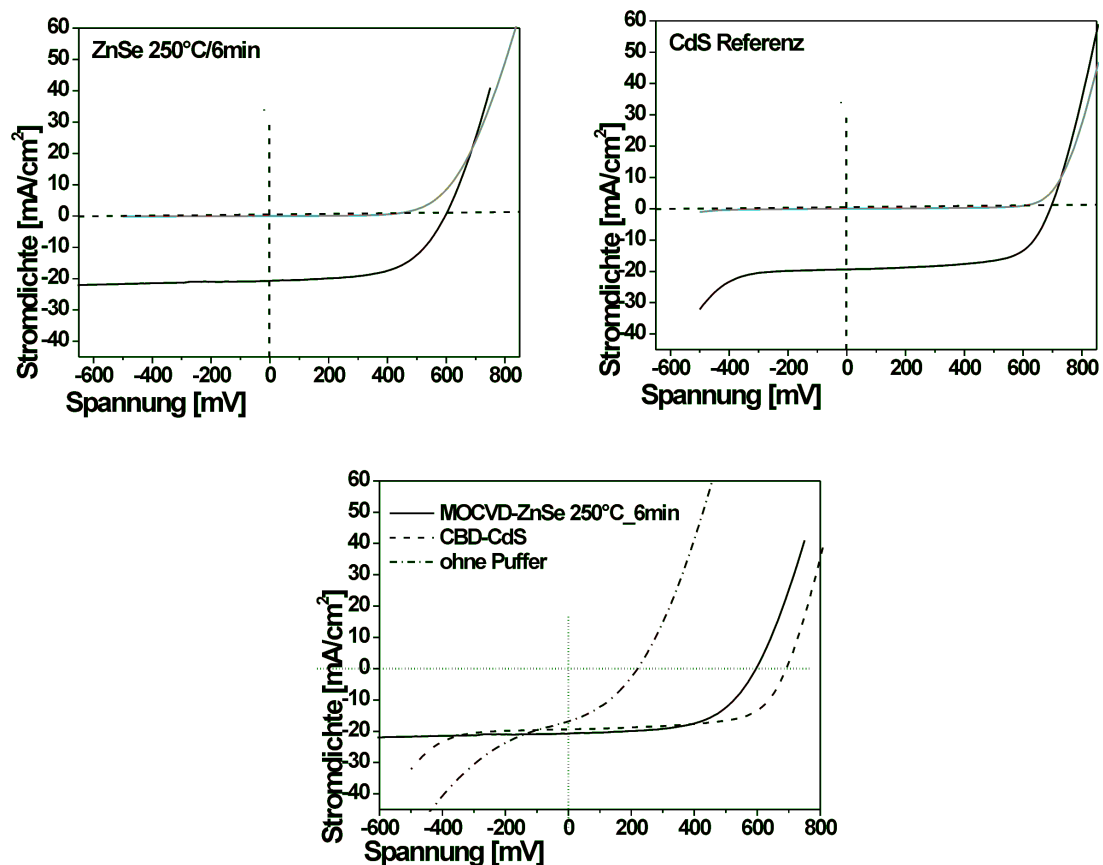 ZnSe 250°C/6min
Stromdichte [mA/cm²]
60
50
40
30
20
10
0
-10
-20
-30
-40
-600 -400 -200 0 200 400 600 800
Spannung [mV]
CdS Referenz
Stromdichte [mA/cm²]
60
50
40
30
20
10
0
-10
-20
-30
-40
-600 -400 -200 0 200 400 600 800
Spannung [mV]
MOCVD-ZnSe 250°C_6min
CBD-CdS
ohne Puffer
Stromdichte [mA/cm²]
60
50
40
30
20
10
0
-10
-20
-30
-40
-600 -400 -200 0 200 400 600 800
Spannung [mV]